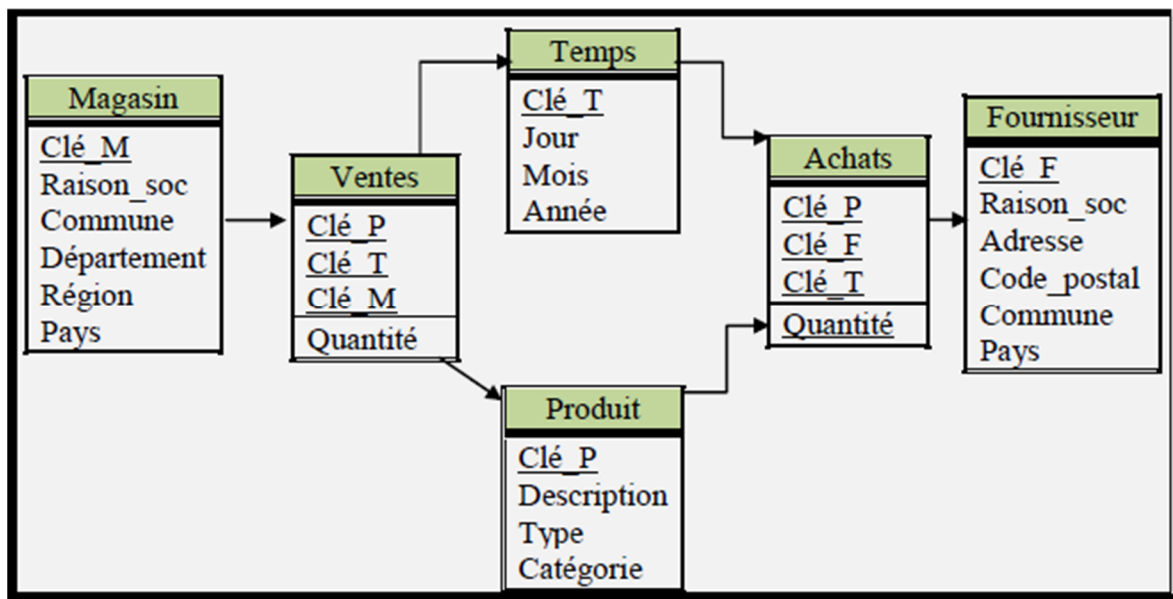 Magasin
Clé_M
Raison_soc
Commune
Département
Région
Pays
Ventes
Clé_P
Clé_T
Clé_M
Quantité
Temps
Clé_T
Jour
Mois
Année
Produit
Clé_P
Description
Type
Catégorie
Achats
Clé_P
Clé_F
Clé_T
Quantité
Fournisseur
Clé_F
Raison_soc
Adresse
Code_postal
Commune
Pays